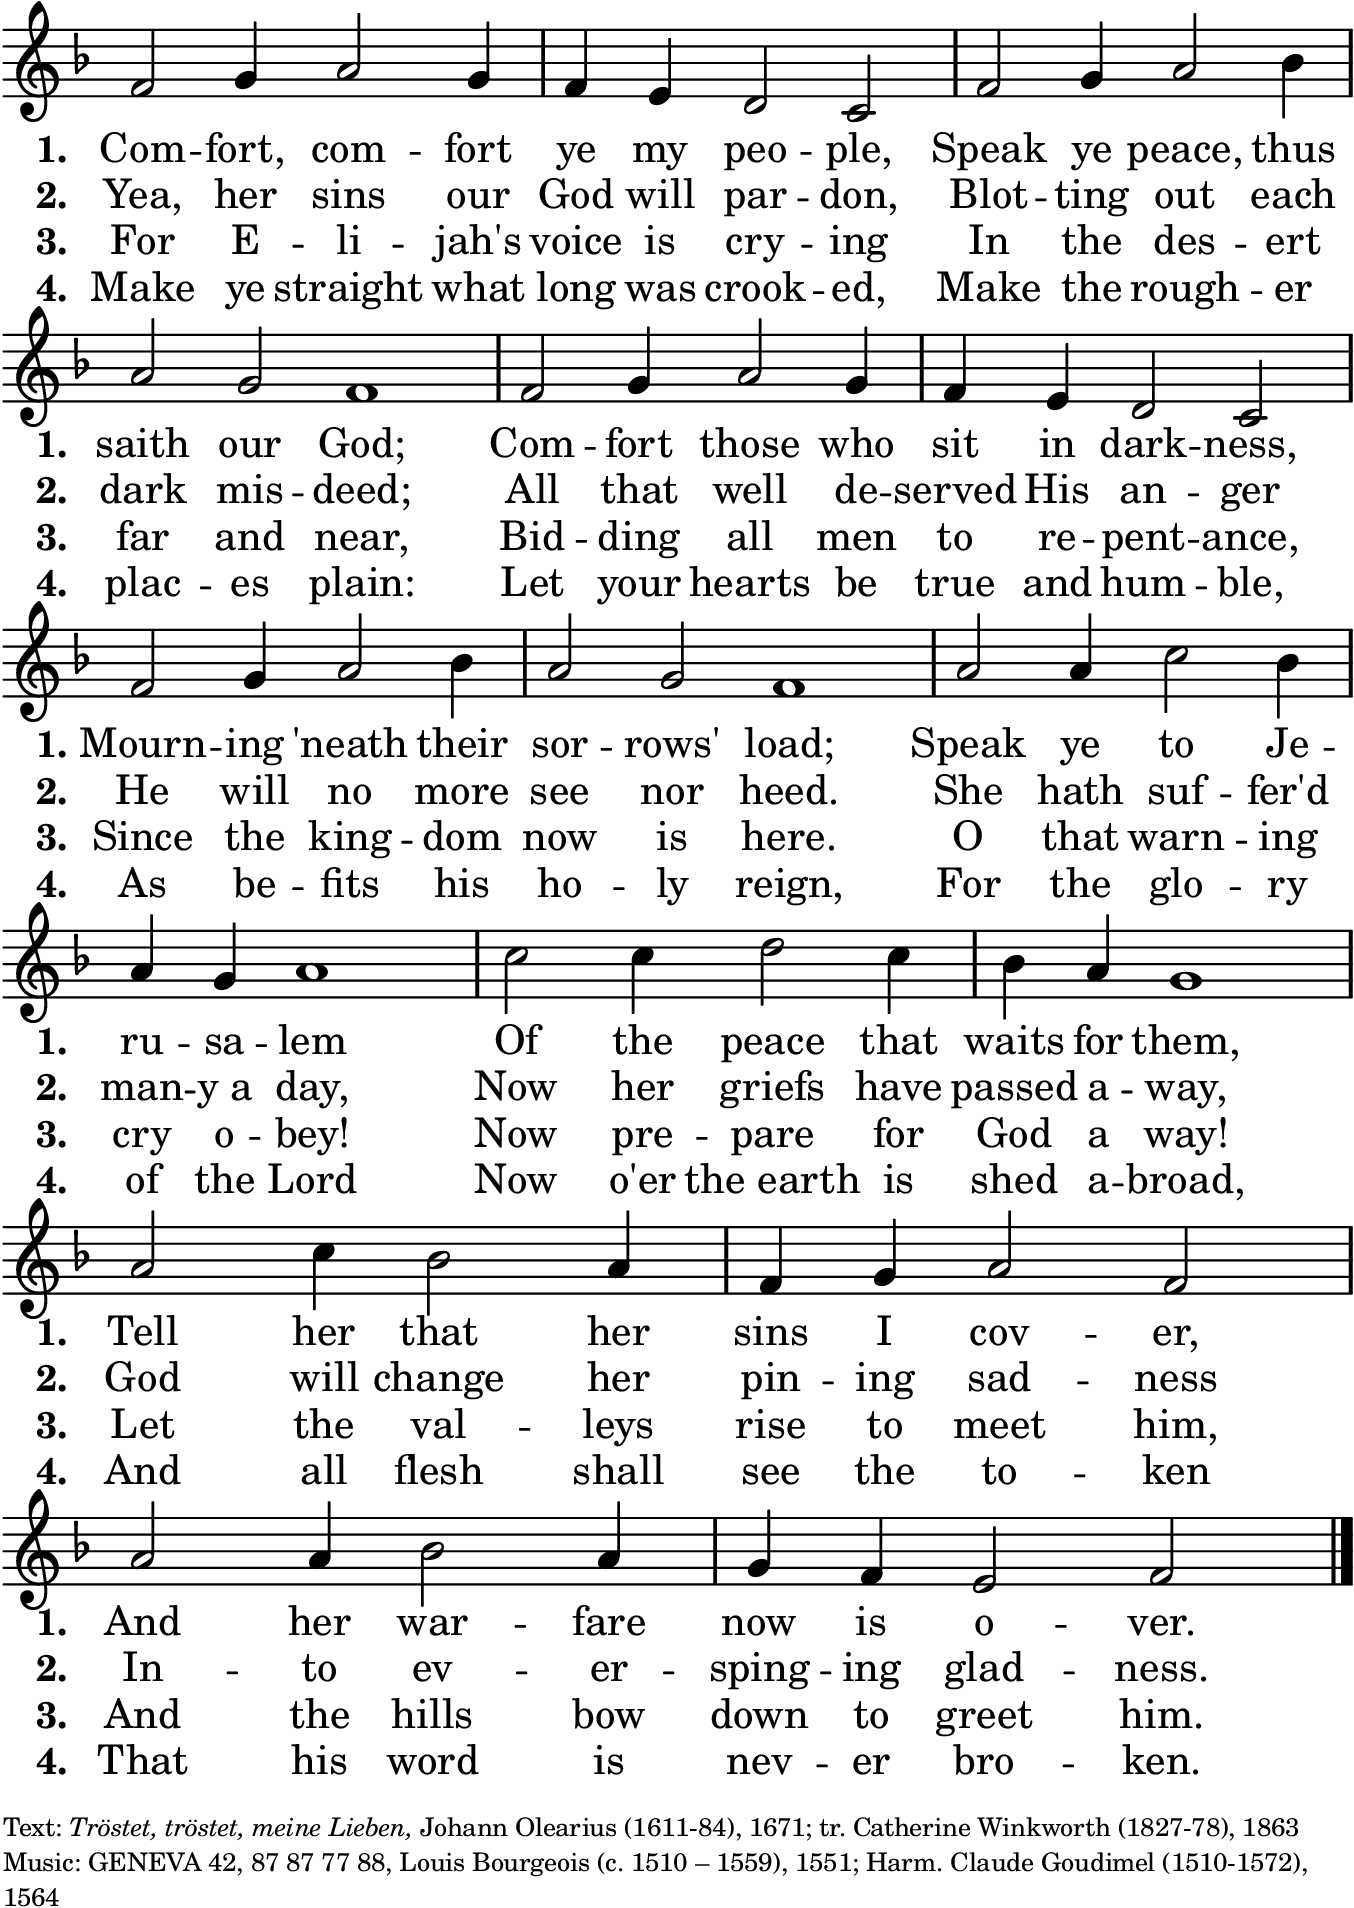 1. Com -- fort, com -- fort ye my peo -- ple, Speak ye peace, thus
2. Yea, her sins our God will par -- don, Blot -- ting out each
3. For E -- li -- jah's voice is cry -- ing In the des -- ert
4. Make ye straight what long was crook -- ed, Make the rough -- er
1. saith our God; Com -- fort those who sit in dark -- ness,
2. dark mis -- deed; All that well de -- served His an -- ger
3. far and near, Bid -- ding all men to re -- pent -- ance,
4. plac -- es plain: Let your hearts be true and hum -- ble,
1. Mourn -- ing 'neath their sor -- rows' load; Speak ye to Je --
2. He will no more see nor heed. She hath suf -- fer'd
3. Since the king -- dom now is here. O that warn -- ing
4. As be -- fits his ho -- ly reign, For the glo -- ry
1. ru -- sa -- lem Of the peace that waits for them,
2. man -- y a day, Now her griefs have passed a -- way,
3. cry o -- bey! Now pre -- pare for God a way!
4. of the Lord Now o'er the earth is shed a -- broad,
1. Tell her that her sins I cov -- er,
2. God will change her pin -- ing sad -- ness
3. Let the val -- leys rise to meet him,
4. And all flesh shall see the to -- ken
1. And her war -- fare now is o -- ver.
2. In -- to ev -- er -- sping -- ing glad -- ness.
3. And the hills bow down to greet him.
4. That his word is nev -- er bro -- ken.
Text: Tröstet, tröstet, meine Lieben, Johann Olearius (1611-84), 1671; tr. Catherine Winkworth (1827-78), 1863
Music: GENEVA 42, 87 87 77 88, Louis Bourgeois (c. 1510 – 1559), 1551; Harm. Claude Goudimel (1510-1572),
1564